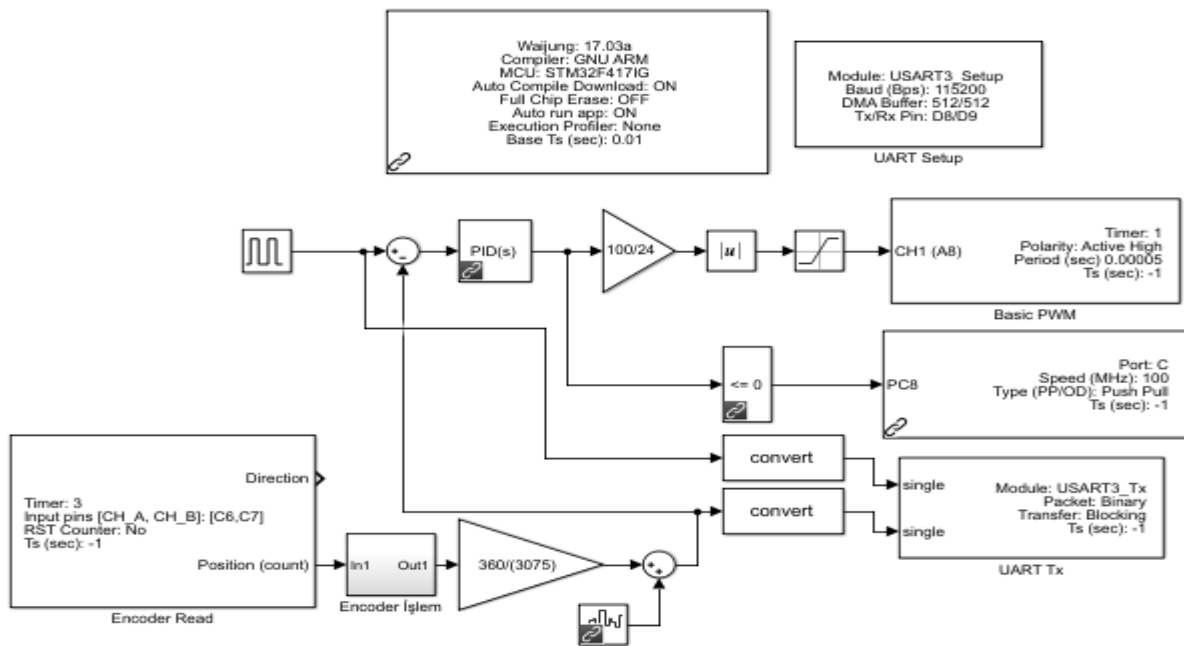 Waijung: 17.03a
Compiler: GNU ARM
MCU: STM32F417IG
Auto Compile Download: ON
Full Chip Erase: OFF
Auto run app: ON
Execution Profiler: None
Base Ts (sec): 0.01
Module: USART3_Setup
Baud (Bps): 115200
DMA Buffer: 512/512
Tx/Rx Pin: D8/D9
UART Setup
+
−
PID(s)
100/24
|u|
CH1 (A8)
Timer: 1
Polarity: Active High
Period (sec) 0.00005
Ts (sec): -1
Basic PWM
<= 0
PC8
Port: C
Speed (MHz): 100
Type (PP/OD): Push Pull
Ts (sec): -1
Direction
Timer: 3
Input pins [CH_A, CH_B]: [C6,C7]
RST Counter: No
Ts (sec): -1
Position (count)
Encoder Read
In1 Out1
Encoder İşlem
360/(3075)
+
+
convert
convert
single
single
Module: USART3_Tx
Packet: Binary
Transfer: Blocking
Ts (sec): -1
UART Tx